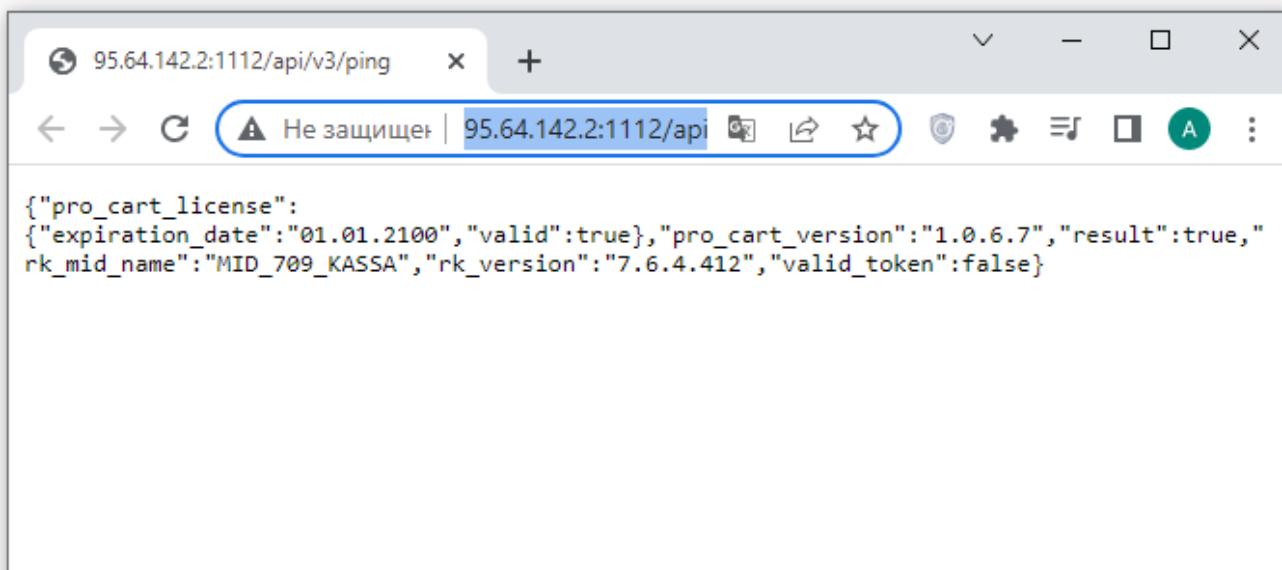 95.64.142.2:1112/api/v3/ping
Не защищен 95.64.142.2:1112/api
A
{"pro_cart_license":
{"expiration_date":"01.01.2100","valid":true},"pro_cart_version":"1.0.6.7","result":true,"
rk_mid_name":"MID_709_KASSA","rk_version":"7.6.4.412","valid_token":false}